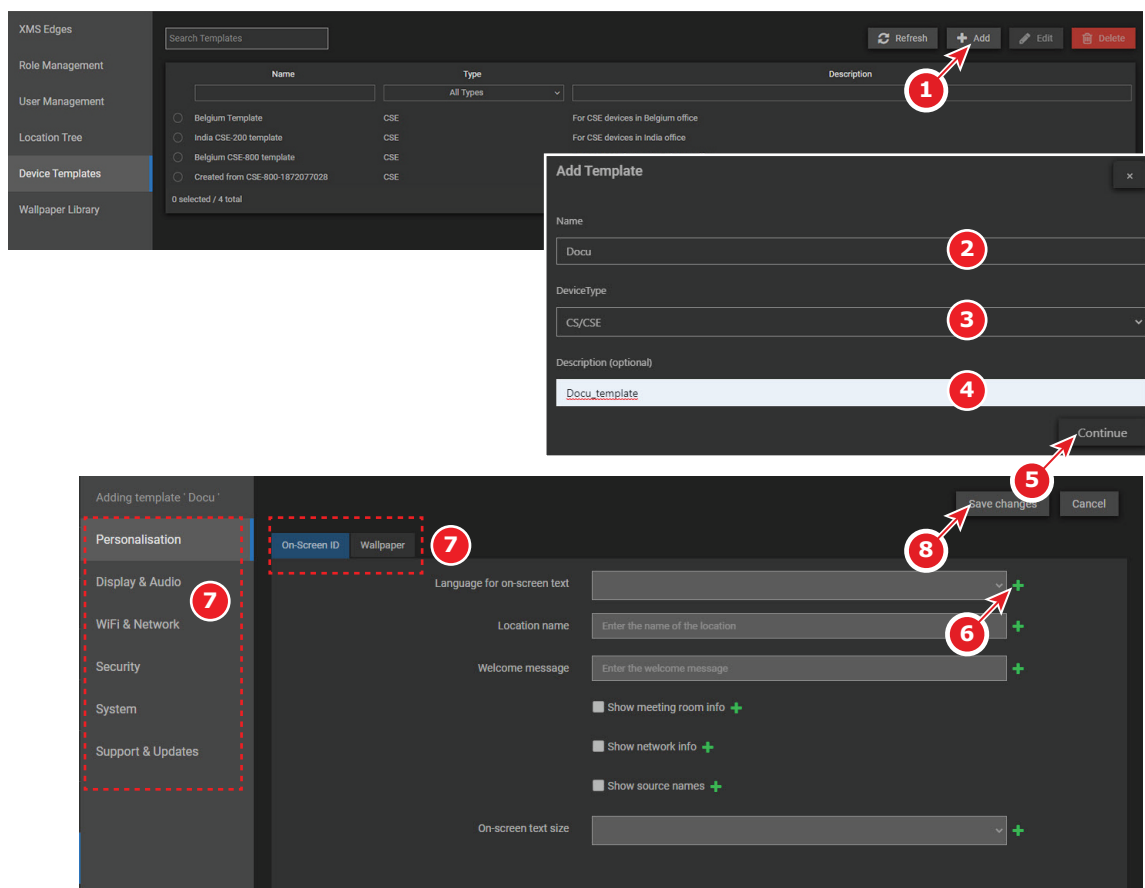 XMS Edges
Role Management
User Management
Location Tree
Device Templates
Wallpaper Library
Search Templates
Refresh
Add
Edit
Delete
1
Name Type Description
All Types
Belgium Template CSE For CSE devices in Belgium office
India CSE-200 template CSE For CSE devices in India office
Belgium CSE-800 template CSE
Created from CSE-800-1872077028 CSE
0 selected / 4 total
Add Template
×
Name
Docu
2
DeviceType
CS/CSE
3
Description (optional)
Docu_template
4
Continue
5
Adding template ' Docu '
Personalisation
Display & Audio
WiFi & Network
Security
System
Support & Updates
7
On-Screen ID Wallpaper
7
Save changes
Cancel
8
Language for on-screen text
6
Location name Enter the name of the location
Welcome message Enter the welcome message
Show meeting room info
Show network info
Show source names
On-screen text size